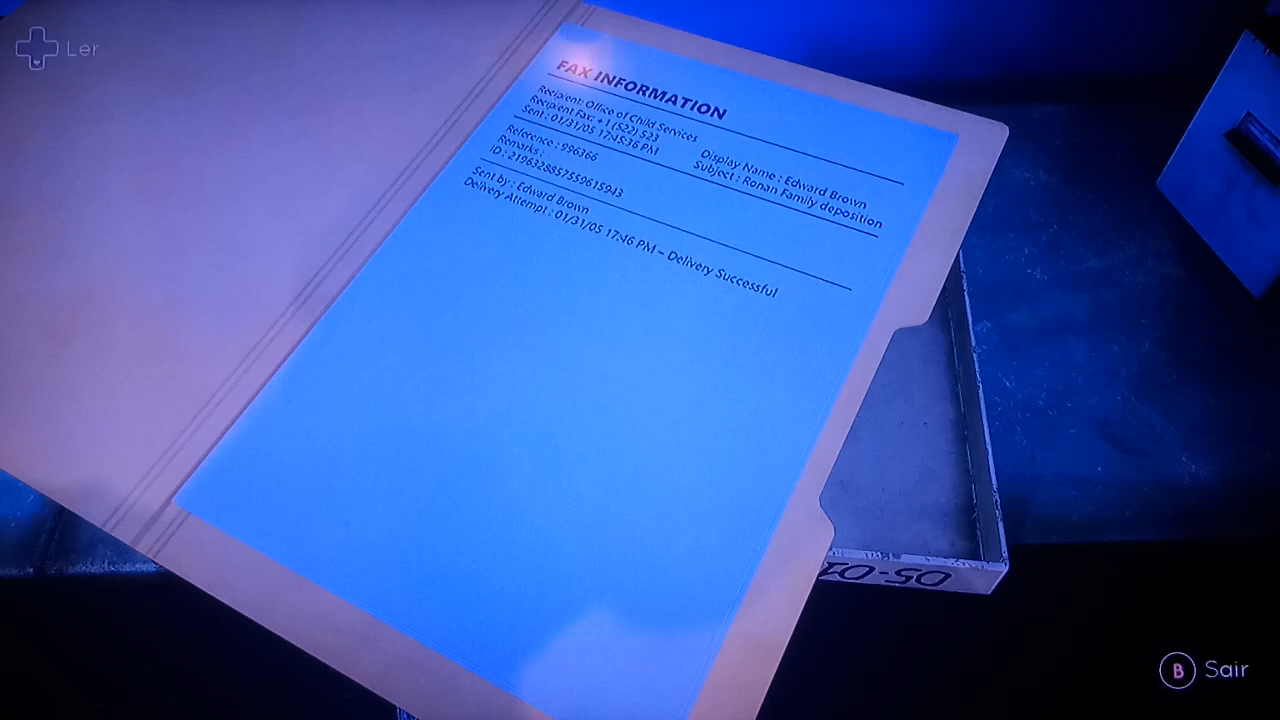 Ler
FAX INFORMATION
Recipient: Office of Child Services
Recipient Fax: +1 (522) 523
Sent : 01/31/05 17:45:36 PM
Display Name : Edward Brown
Subject : Ronan Family deposition
Reference : 996366
Remarks :
ID : 2196328857559615943
Sent by : Edward Brown
Delivery Attempt : 01/31/05 17:46 PM – Delivery Successful
05-01
B Sair